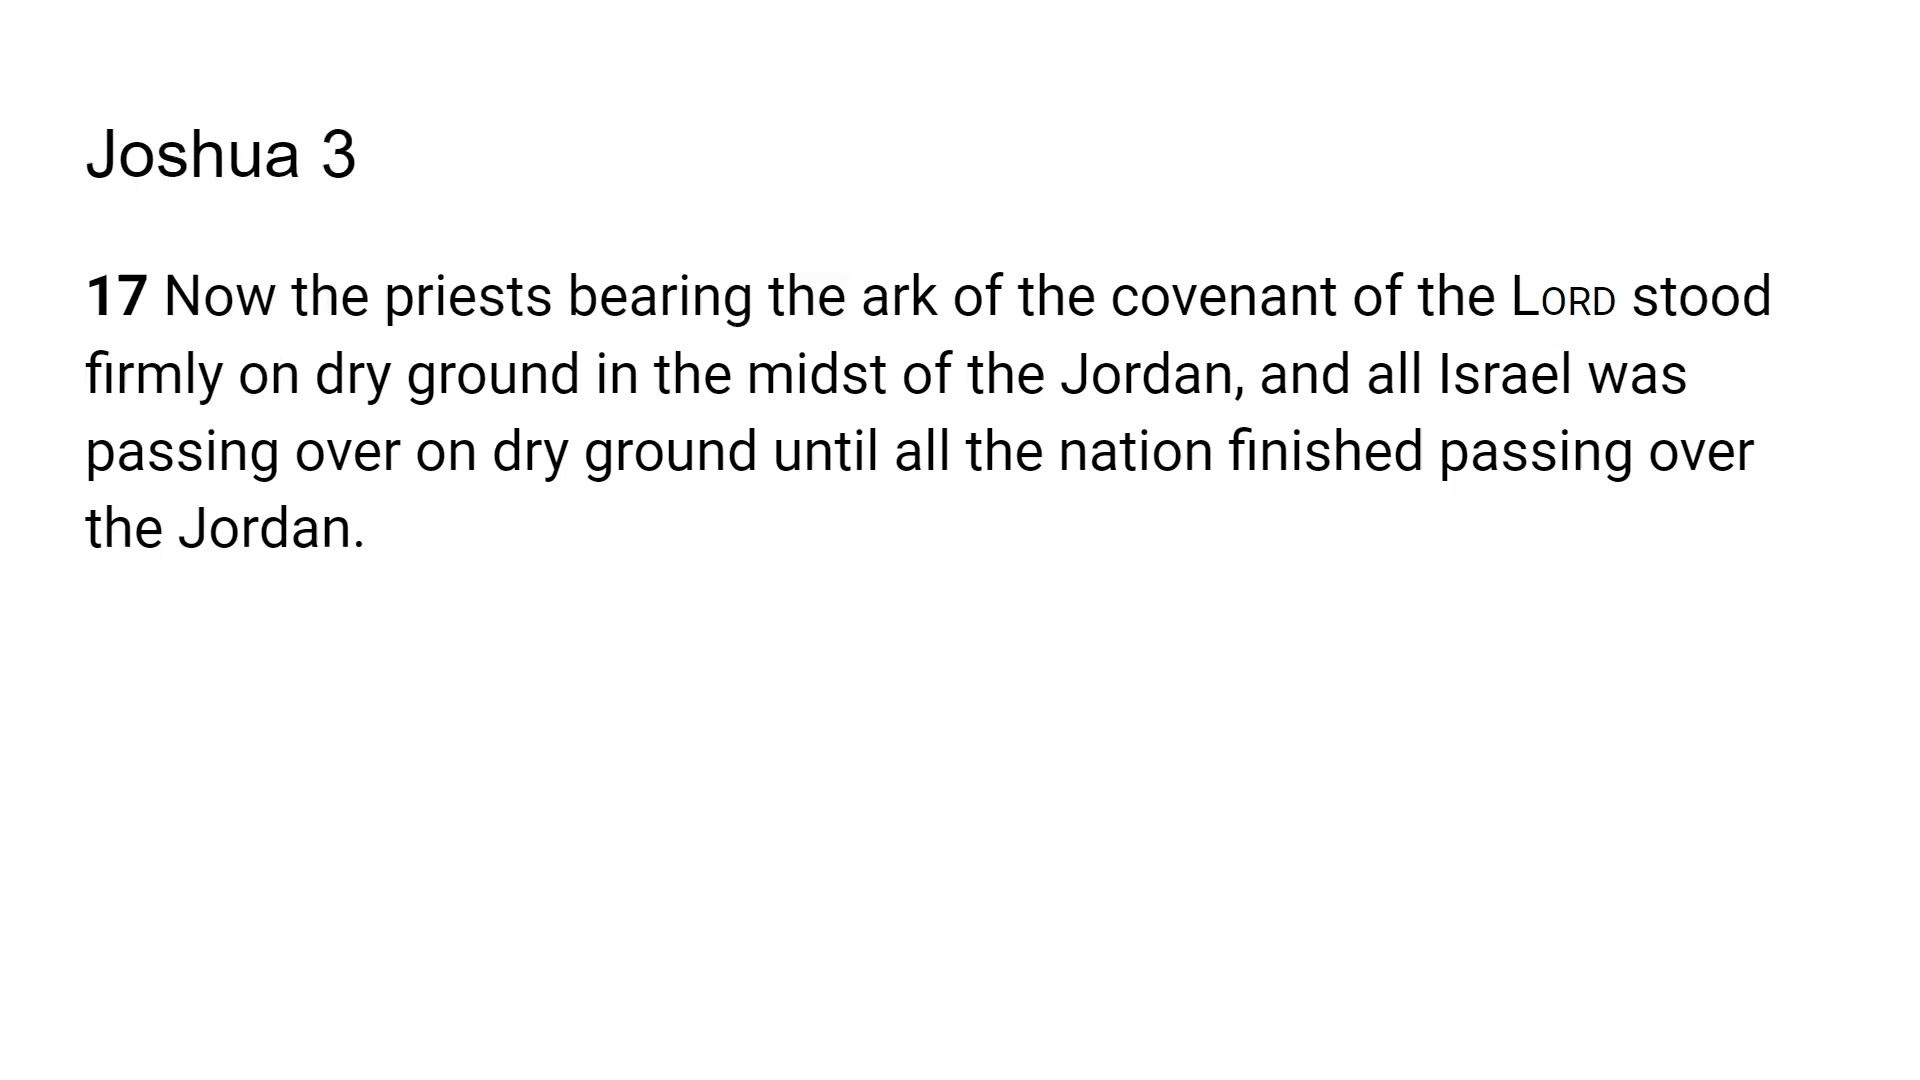 Joshua 3
17 Now the priests bearing the ark of the covenant of the LORD stood
firmly on dry ground in the midst of the Jordan, and all Israel was
passing over on dry ground until all the nation finished passing over
the Jordan.